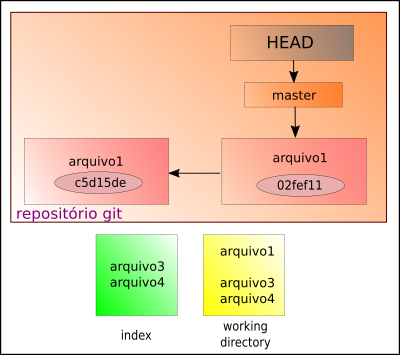 HEAD
master
arquivo1
c5d15de
arquivo1
02fef11
repositório git
arquivo3
arquivo4
index
arquivo1
arquivo3
arquivo4
working
directory